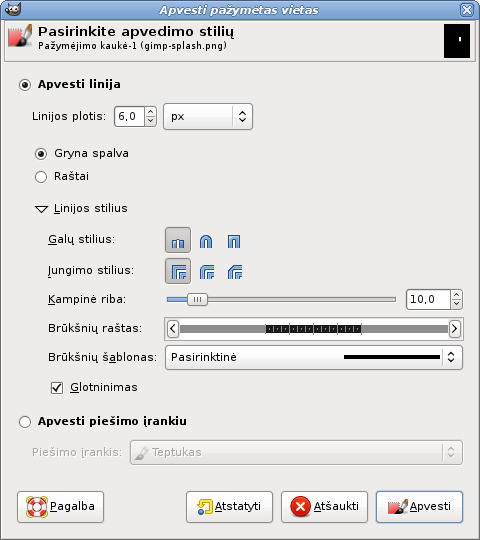 Apvesti pažymėtas vietas
Pasirinkite apvedimo stilių
Pažymėjimo kaukė-1 (gimp-splash.png)
Apvesti linija
Linijos plotis: 6,0 px
Gryna spalva
Raštai
Linijos stilius
Galų stilius:
Jungimo stilius:
Kampinė riba: 10,0
Brūkšnių raštas:
Brūkšnių šablonas: Pasirinktinė
Glotninimas
Apvesti piešimo įrankiu
Piešimo įrankis: Teptukas
Pagalba Atstatyti Atšaukti Apvesti